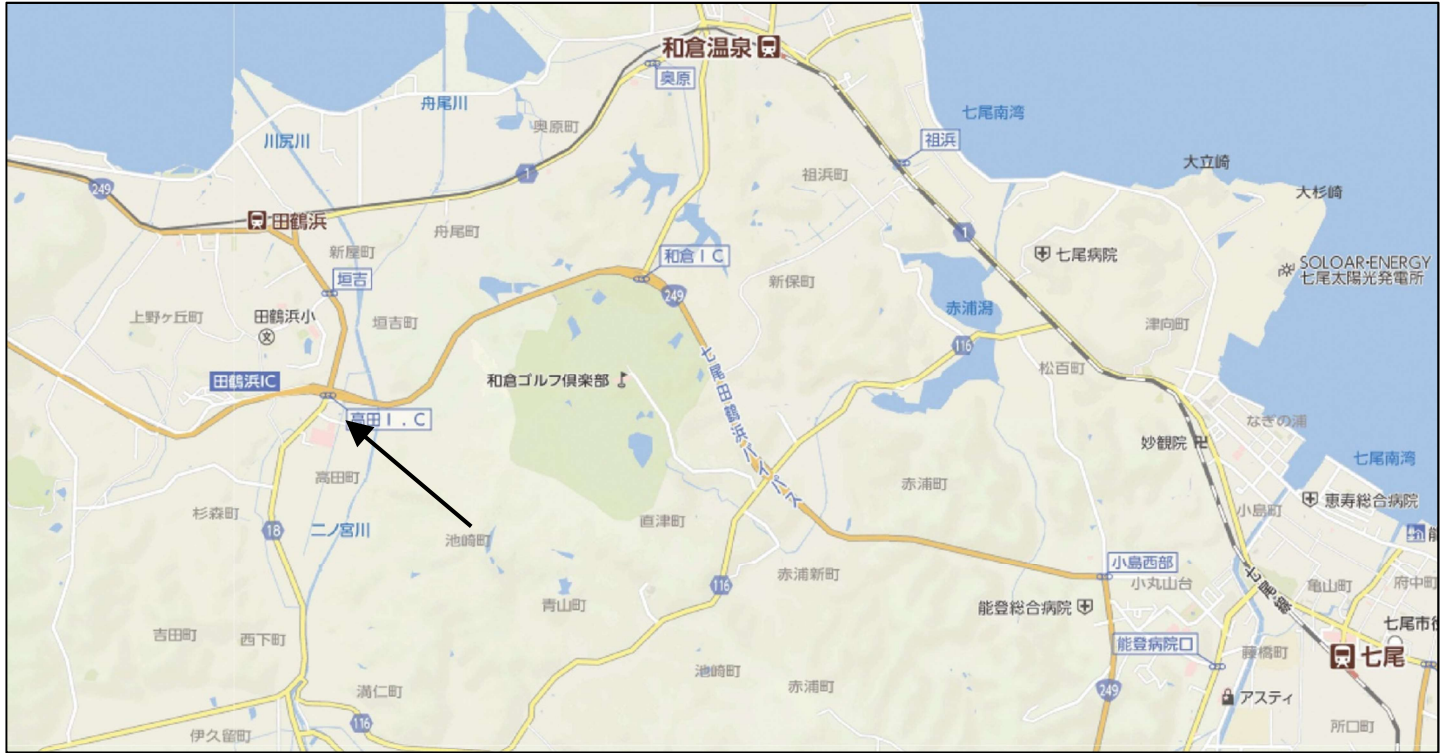 和倉温泉
奥原
舟尾川
奥原町
川尻川
七尾南湾
祖浜
大立崎
祖浜町
大杉崎
249
1
田鶴浜
舟尾町
新屋町
1
和倉IC
七尾病院
SOLOAR・ENERGY
七尾太陽光発電所
垣吉
249
新保町
赤浦潟
上野ヶ丘町
田鶴浜小
文
垣吉町
津向町
116
松百町
田鶴浜IC
和倉ゴルフ倶楽部
七尾田鶴浜バイパス
高田I.C
なぎの浦
妙観院
卍
七尾南湾
高田町
赤浦町
恵寿総合病院
杉森町
直津町
小島町
18
二ノ宮川
池崎町
小島西部
赤浦新町
116
小丸山台
七尾線
亀山町
府中町
青山町
能登総合病院
吉田町
西下町
能登病院口
藤橋町
七尾
池崎町
赤浦町
満仁町
249
アスティ
116
伊久留町
所口町